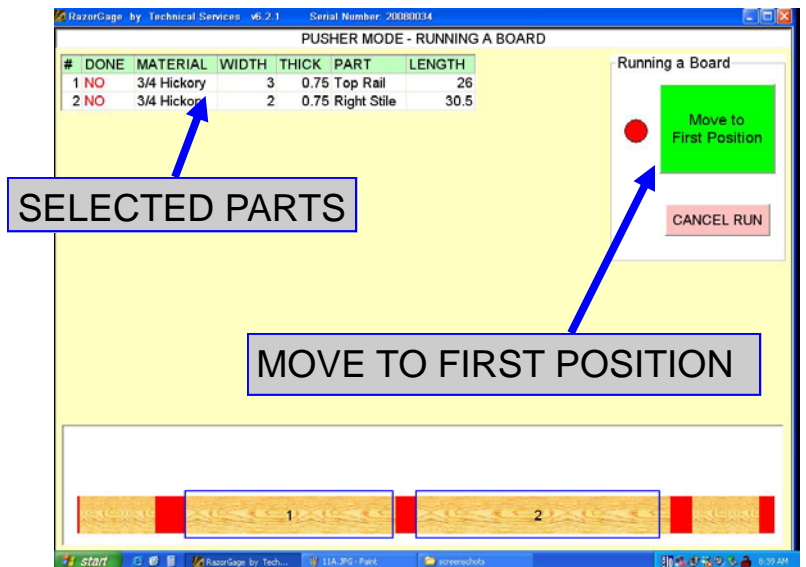 RazorGage by Technical Services v6.2.1 Serial Number: 20080034
PUSHER MODE - RUNNING A BOARD
# DONE MATERIAL WIDTH THICK PART LENGTH
1 NO 3/4 Hickory 3 0.75 Top Rail 26
2 NO 3/4 Hickory 2 0.75 Right Stile 30.5
Running a Board
Move to
First Position
SELECTED PARTS
CANCEL RUN
MOVE TO FIRST POSITION
1 2
start RazorGage by Tech... 11A.JPG - Paint screenshots 8:39 AM